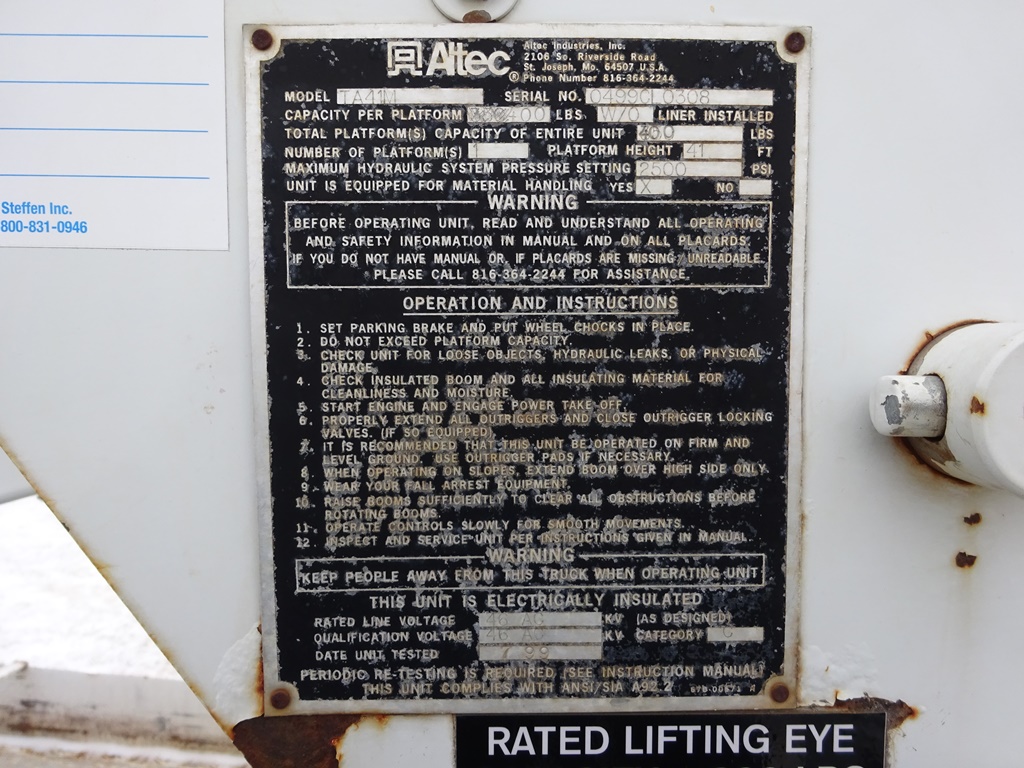 Altec
Altec Industries, Inc.
2106 So. Riverside Road
St. Joseph, Mo. 64507 U.S.A.
® Phone Number 816-364-2244
MODEL TA41M SERIAL NO. 0499CL0308
CAPACITY PER PLATFORM 400 LBS W/O LINER INSTALLED
TOTAL PLATFORM(S) CAPACITY OF ENTIRE UNIT 400 LBS
NUMBER OF PLATFORM(S) 1 PLATFORM HEIGHT 41 FT
MAXIMUM HYDRAULIC SYSTEM PRESSURE SETTING 2500 PSI
UNIT IS EQUIPPED FOR MATERIAL HANDLING YES X NO
WARNING
BEFORE OPERATING UNIT, READ AND UNDERSTAND ALL OPERATING
AND SAFETY INFORMATION IN MANUAL AND ON ALL PLACARDS.
IF YOU DO NOT HAVE MANUAL OR IF PLACARDS ARE MISSING/UNREADABLE,
PLEASE CALL 816-364-2244 FOR ASSISTANCE.
OPERATION AND INSTRUCTIONS
1. SET PARKING BRAKE AND PUT WHEEL CHOCKS IN PLACE.
2. DO NOT EXCEED PLATFORM CAPACITY.
3. CHECK UNIT FOR LOOSE OBJECTS, HYDRAULIC LEAKS, OR PHYSICAL
DAMAGE.
4. CHECK INSULATED BOOM AND ALL INSULATING MATERIAL FOR
CLEANLINESS AND MOISTURE.
5. START ENGINE AND ENGAGE POWER TAKE-OFF.
6. PROPERLY EXTEND ALL OUTRIGGERS AND CLOSE OUTRIGGER LOCKING
VALVES. (IF SO EQUIPPED)
7. IT IS RECOMMENDED THAT THIS UNIT BE OPERATED ON FIRM AND
LEVEL GROUND. USE OUTRIGGER PADS IF NECESSARY.
8. WHEN OPERATING ON SLOPES, EXTEND BOOM OVER HIGH SIDE ONLY.
9. WEAR YOUR FALL ARREST EQUIPMENT.
10. RAISE BOOMS SUFFICIENTLY TO CLEAR ALL OBSTRUCTIONS BEFORE
ROTATING BOOMS.
11. OPERATE CONTROLS SLOWLY FOR SMOOTH MOVEMENTS.
12. INSPECT AND SERVICE UNIT PER INSTRUCTIONS GIVEN IN MANUAL.
WARNING
KEEP PEOPLE AWAY FROM THIS TRUCK WHEN OPERATING UNIT
THIS UNIT IS ELECTRICALLY INSULATED
RATED LINE VOLTAGE 46 AC KV (AS DESIGNED)
QUALIFICATION VOLTAGE 46 AC KV CATEGORY C
DATE UNIT TESTED 7 99
PERIODIC RE-TESTING IS REQUIRED (SEE INSTRUCTION MANUAL)
THIS UNIT COMPLIES WITH ANSI/SIA A92.2
Steffen Inc.
800-831-0946
RATED LIFTING EYE